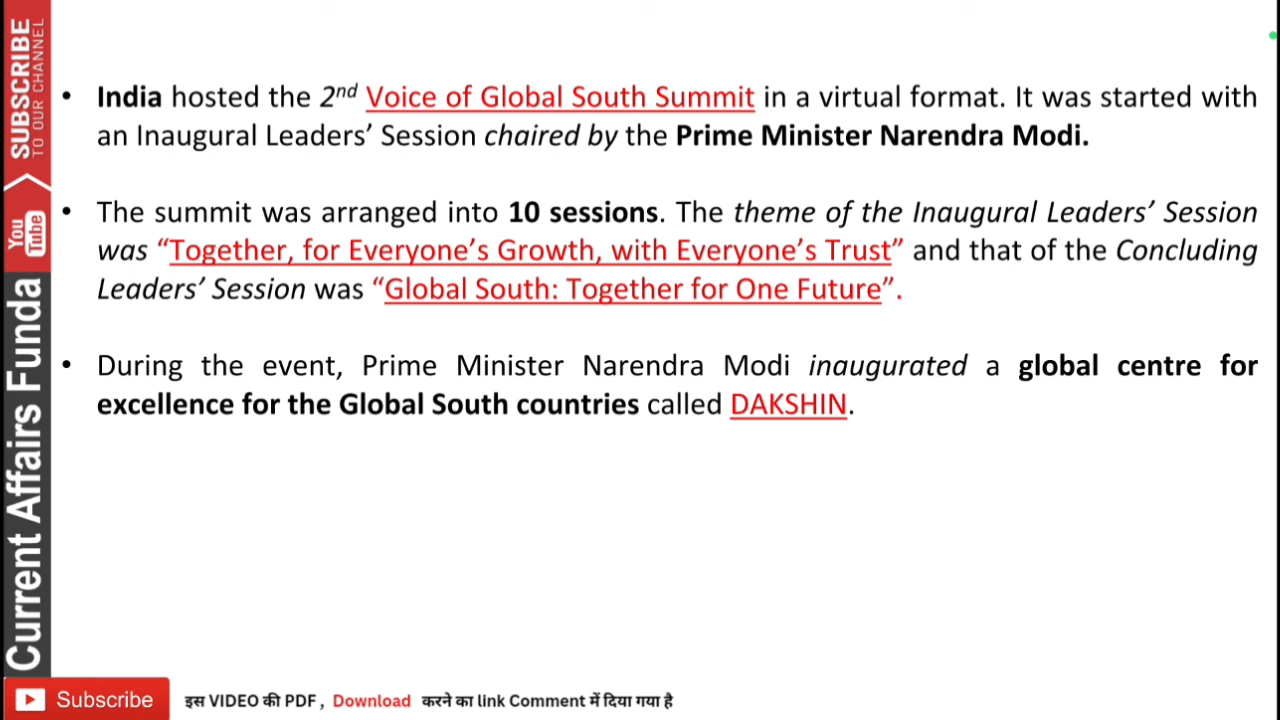 SUBSCRIBE
TO OUR CHANNEL
You
Tube
Current Affairs Funda
• India hosted the 2nd Voice of Global South Summit in a virtual format. It was started with
an Inaugural Leaders’ Session chaired by the Prime Minister Narendra Modi.
• The summit was arranged into 10 sessions. The theme of the Inaugural Leaders’ Session
was “Together, for Everyone’s Growth, with Everyone’s Trust” and that of the Concluding
Leaders’ Session was “Global South: Together for One Future”.
• During the event, Prime Minister Narendra Modi inaugurated a global centre for
excellence for the Global South countries called DAKSHIN.
Subscribe
इस VIDEO की PDF , Download करने का link Comment में दिया गया है